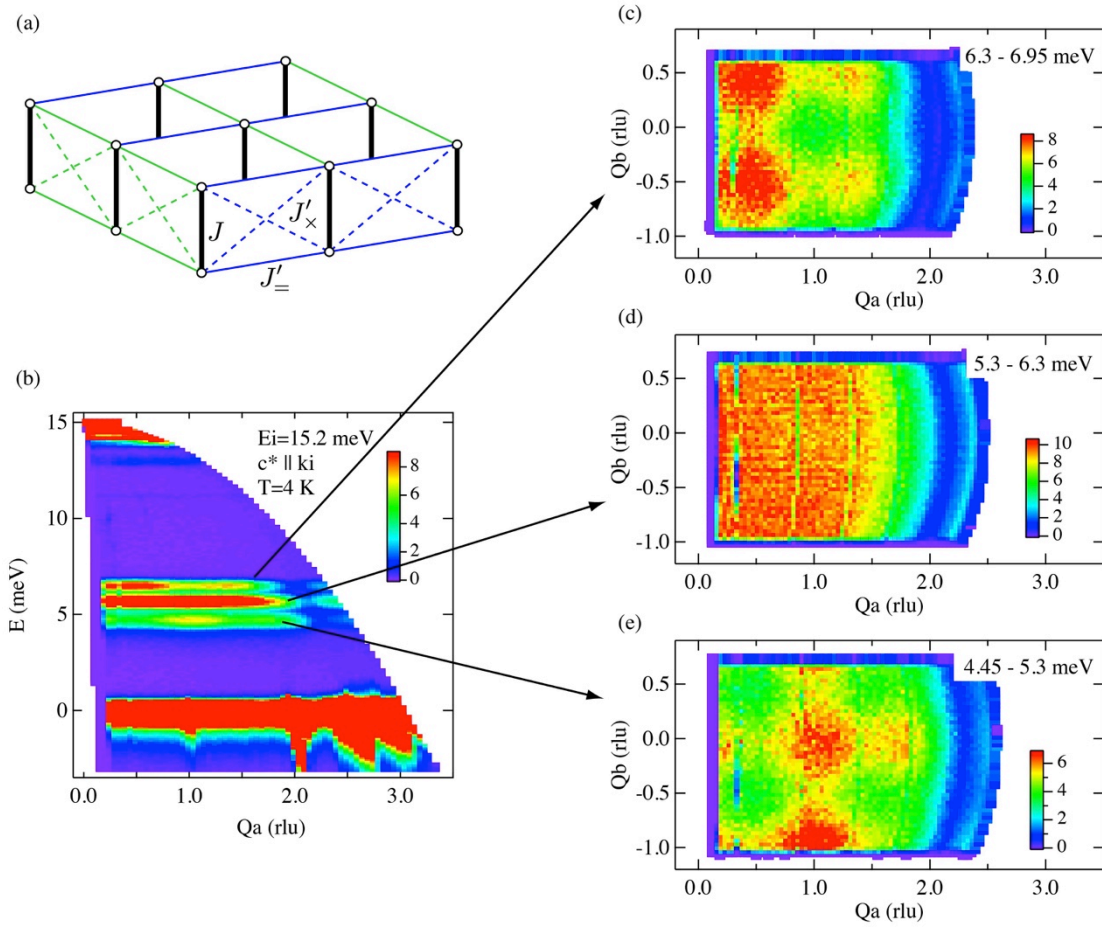 (a)
J
J′×
J′=
(b)
15
10
5
0
E (meV)
0.0 1.0 2.0 3.0
Qa (rlu)
Ei=15.2 meV
c* || ki
T=4 K
8
6
4
2
0
(c)
6.3 - 6.95 meV
0.5
0.0
-0.5
-1.0
Qb (rlu)
8
6
4
2
0
0.0 1.0 2.0 3.0
Qa (rlu)
(d)
5.3 - 6.3 meV
0.5
0.0
-0.5
-1.0
Qb (rlu)
10
8
6
4
2
0
0.0 1.0 2.0 3.0
Qa (rlu)
(e)
4.45 - 5.3 meV
0.5
0.0
-0.5
-1.0
Qb (rlu)
6
4
2
0
0.0 1.0 2.0 3.0
Qa (rlu)